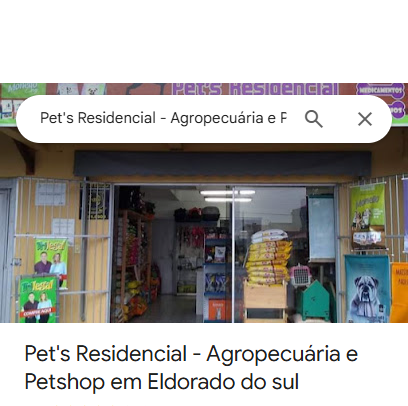 Pet's Residencial
MEDICAMENTOS
Pet's Residencial - Agropecuária e P
Pet's Residencial - Agropecuária e
Petshop em Eldorado do sul